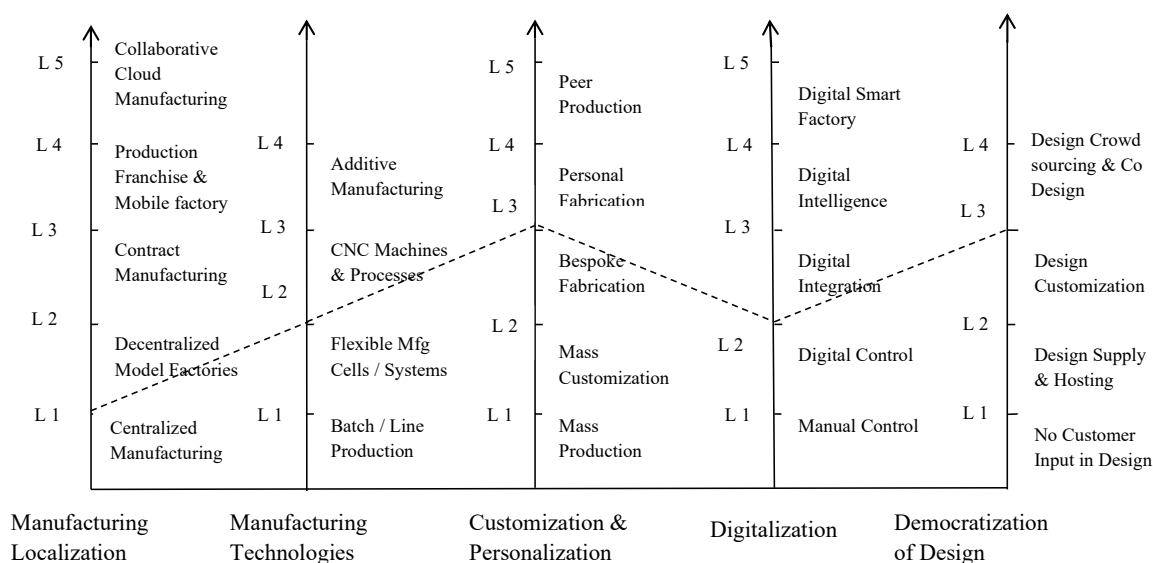 L 5
Collaborative
Cloud
Manufacturing
L 4
Production
Franchise &
Mobile factory
L 3
Contract
Manufacturing
L 2
Decentralized
Model Factories
L 1
Centralized
Manufacturing
Manufacturing
Localization
L 4
Additive
Manufacturing
L 3
CNC Machines
& Processes
L 2
Flexible Mfg
Cells / Systems
L 1
Batch / Line
Production
Manufacturing
Technologies
L 5
Peer
Production
L 4
Personal
Fabrication
L 3
Bespoke
Fabrication
L 2
Mass
Customization
L 1
Mass
Production
Customization &
Personalization
L 5
Digital Smart
Factory
L 4
Digital
Intelligence
L 3
Digital
Integration
L 2
Digital Control
L 1
Manual Control
Digitalization
L 4
Design Crowd
sourcing & Co
Design
L 3
Design
Customization
L 2
Design Supply
& Hosting
L 1
No Customer
Input in Design
Democratization
of Design